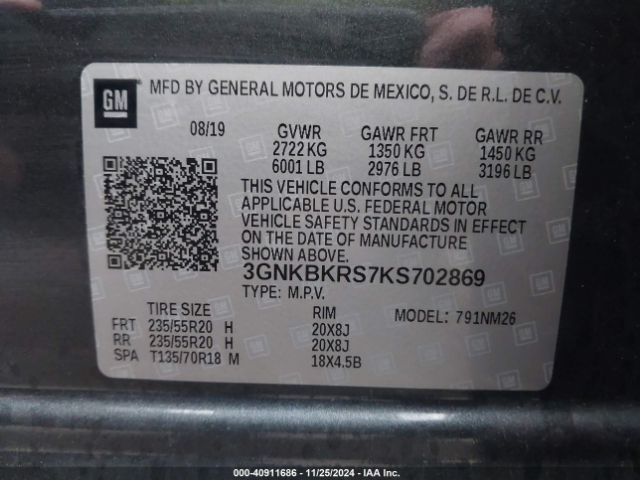 GM
MFD BY GENERAL MOTORS DE MEXICO, S. DE R.L. DE C.V.
08/19 GVWR GAWR FRT GAWR RR
2722 KG 1350 KG 1450 KG
6001 LB 2976 LB 3196 LB
THIS VEHICLE CONFORMS TO ALL
APPLICABLE U.S. FEDERAL MOTOR
VEHICLE SAFETY STANDARDS IN EFFECT
ON THE DATE OF MANUFACTURE
SHOWN ABOVE.
3GNKBKRS7KS702869
TYPE: M.P.V.
TIRE SIZE RIM MODEL: 791NM26
FRT 235/55R20 H 20X8J
RR 235/55R20 H 20X8J
SPA T135/70R18 M 18X4.5B
000-40911686 - 11/25/2024 - IAA Inc.